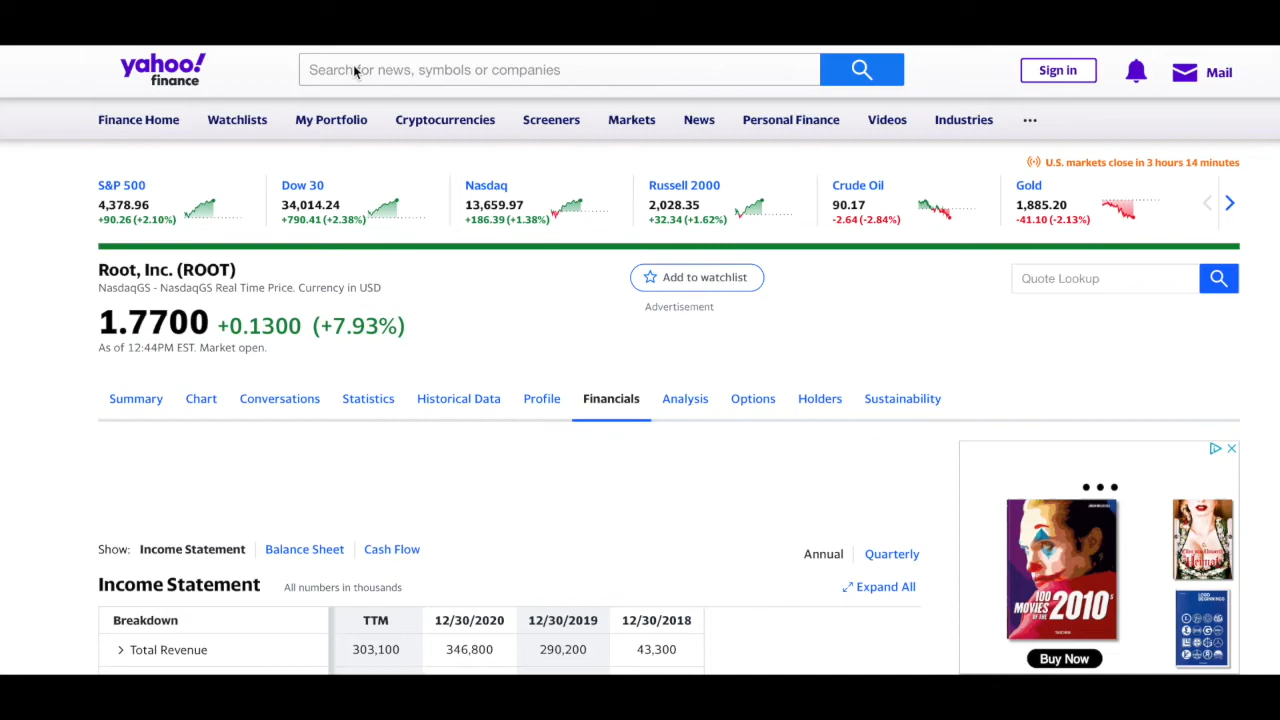 yahoo!
finance
Search for news, symbols or companies
Sign in
Mail
Finance Home Watchlists My Portfolio Cryptocurrencies Screeners Markets News Personal Finance Videos Industries ...
U.S. markets close in 3 hours 14 minutes
S&P 500 Dow 30 Nasdaq Russell 2000 Crude Oil Gold
4,378.96 34,014.24 13,659.97 2,028.35 90.17 1,885.20
+90.26 (+2.10%) +790.41 (+2.38%) +186.39 (+1.38%) +32.34 (+1.62%) -2.64 (-2.84%) -41.10 (-2.13%)
Root, Inc. (ROOT)
NasdaqGS - NasdaqGS Real Time Price. Currency in USD
Add to watchlist
Quote Lookup
Advertisement
1.7700 +0.1300 (+7.93%)
As of 12:44PM EST. Market open.
Summary Chart Conversations Statistics Historical Data Profile Financials Analysis Options Holders Sustainability
Show: Income Statement Balance Sheet Cash Flow
Annual Quarterly
Income Statement All numbers in thousands
Expand All
Breakdown TTM 12/30/2020 12/30/2019 12/30/2018
Total Revenue 303,100 346,800 290,200 43,300
100
MOVIES
OF THE 2010s
TASCHEN
Buy Now